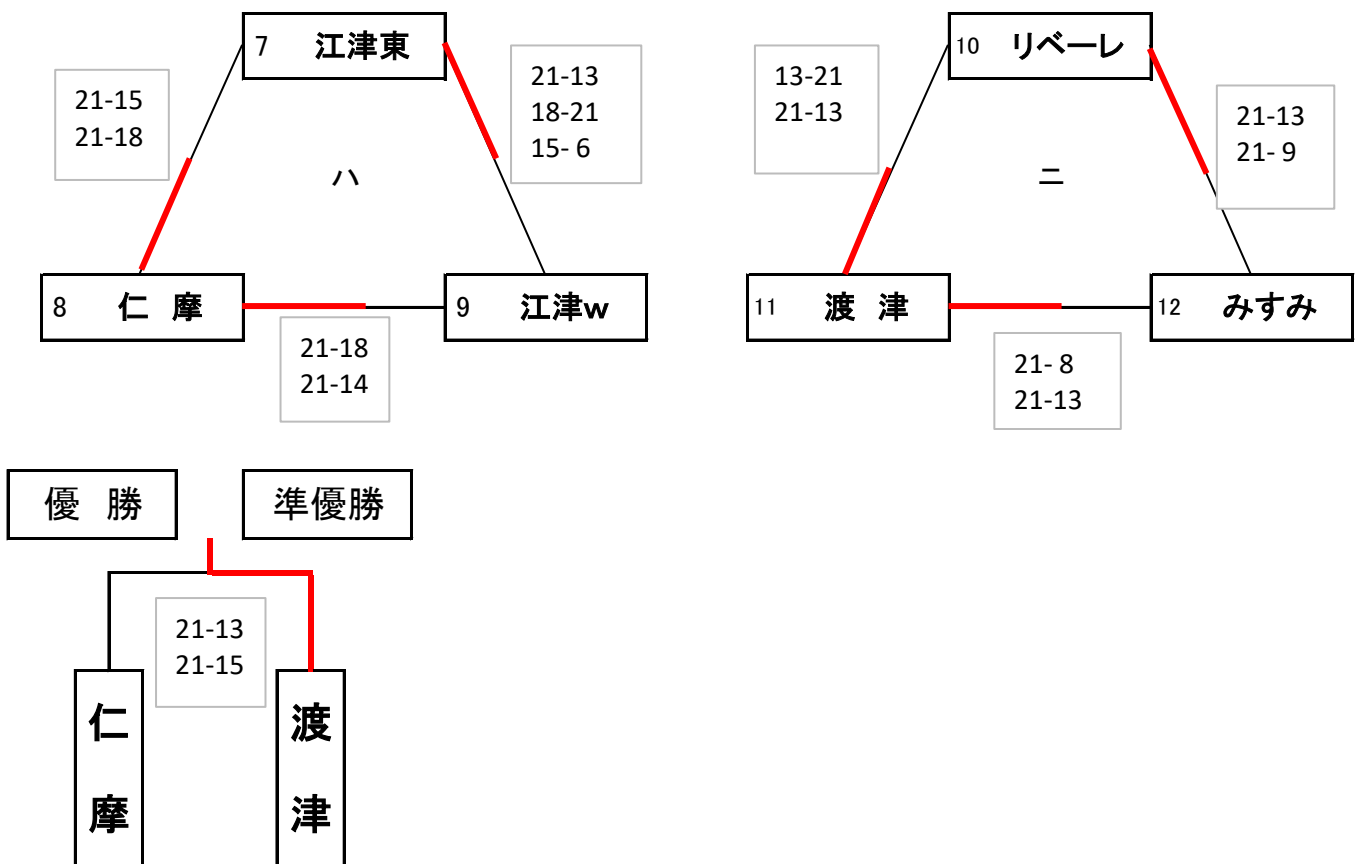 7 江津東
21-15
21-18
21-13
18-21
15- 6
ハ
8 仁 摩
9 江津w
21-18
21-14
10 リベーレ
13-21
21-13
21-13
21- 9
ニ
11 渡 津
12 みすみ
21- 8
21-13
優 勝
準優勝
21-13
21-15
仁摩
渡津